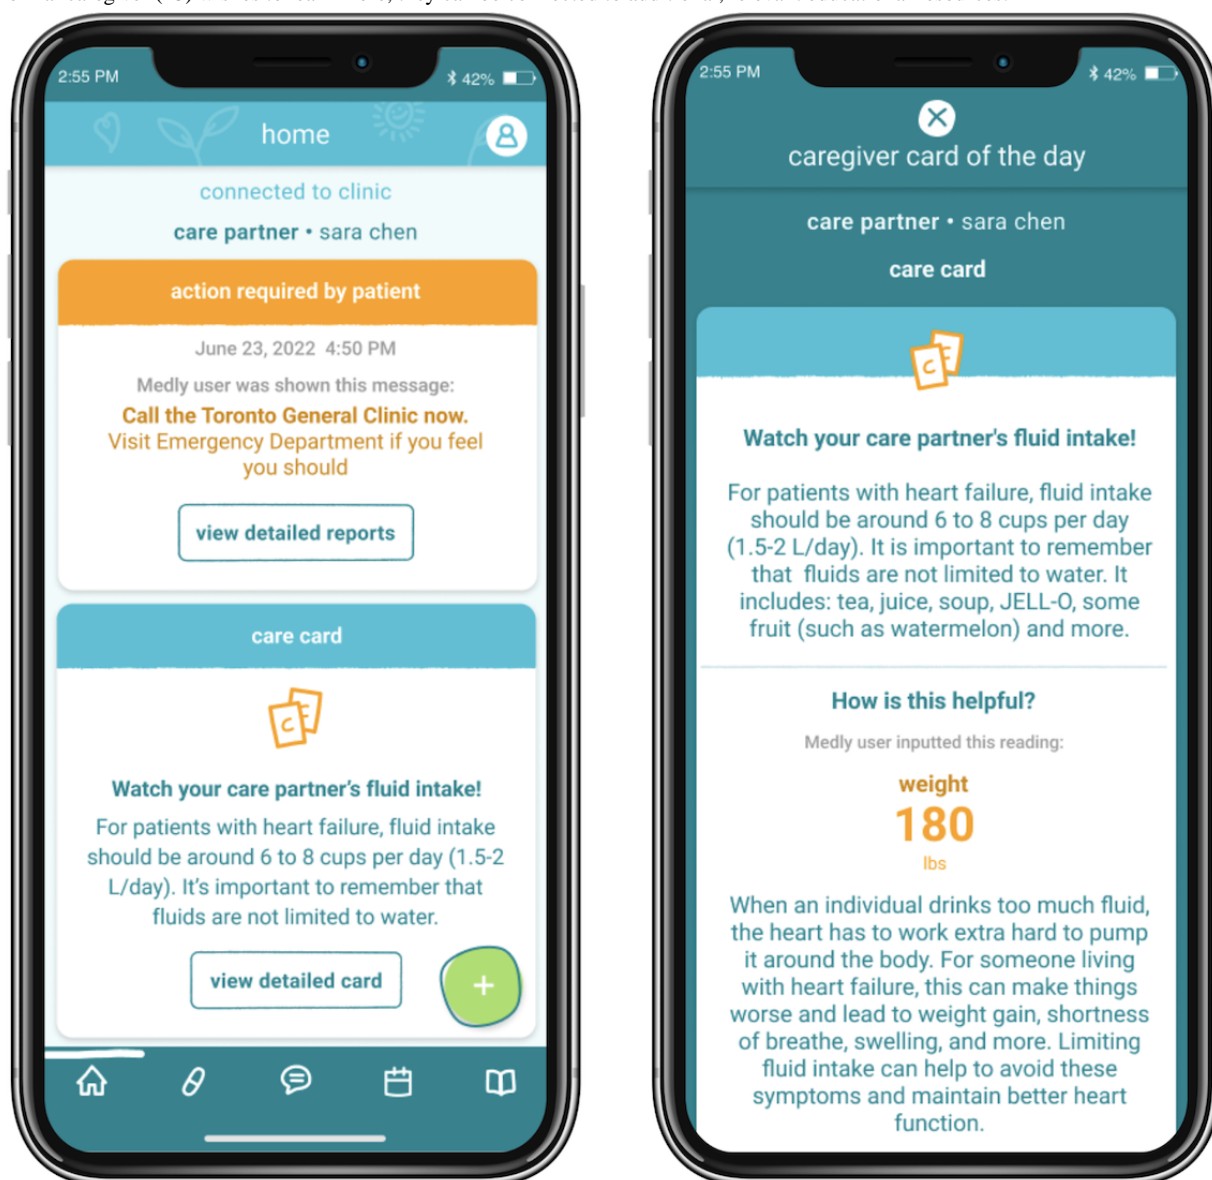 2:55 PM
42%
home
connected to clinic
care partner • sara chen
action required by patient
June 23, 2022 4:50 PM
Medly user was shown this message:
Call the Toronto General Clinic now.
Visit Emergency Department if you feel
you should
view detailed reports
care card
C
Watch your care partner's fluid intake!
For patients with heart failure, fluid intake
should be around 6 to 8 cups per day (1.5-2
L/day). It's important to remember that
fluids are not limited to water.
view detailed card
+
2:55 PM
42%
caregiver card of the day
care partner • sara chen
care card
C
Watch your care partner's fluid intake!
For patients with heart failure, fluid intake
should be around 6 to 8 cups per day
(1.5-2 L/day). It is important to remember
that fluids are not limited to water. It
includes: tea, juice, soup, JELL-O, some
fruit (such as watermelon) and more.
How is this helpful?
Medly user inputted this reading:
weight
180
lbs
When an individual drinks too much fluid,
the heart has to work extra hard to pump
it around the body. For someone living
with heart failure, this can make things
worse and lead to weight gain, shortness
of breathe, swelling, and more. Limiting
fluid intake can help to avoid these
symptoms and maintain better heart
function.